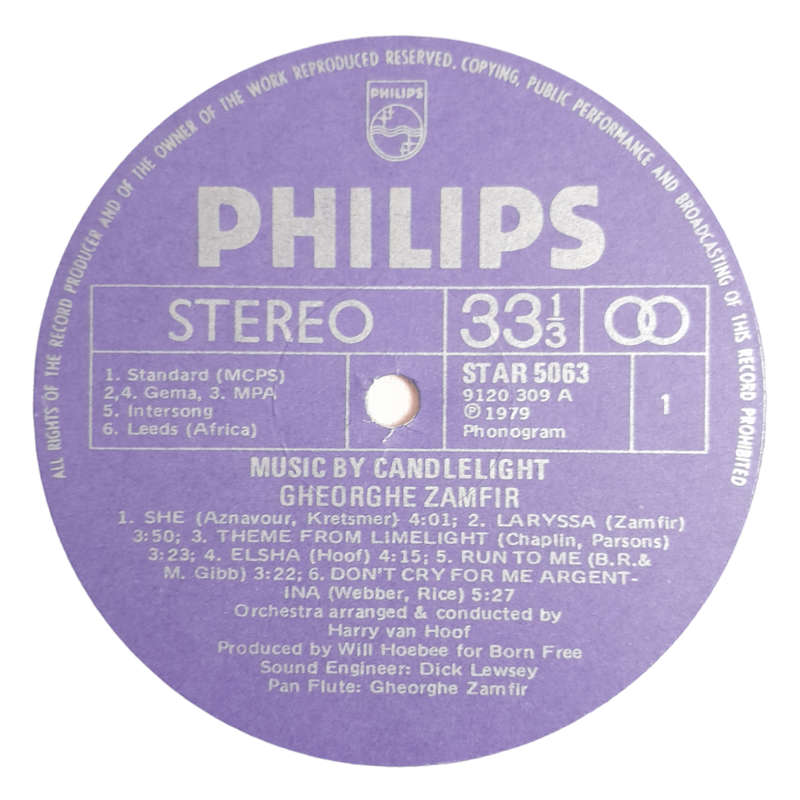 ALL RIGHTS OF THE RECORD PRODUCER AND OF THE OWNER OF THE WORK REPRODUCED RESERVED. COPYING, PUBLIC PERFORMANCE AND BROADCASTING OF THIS RECORD PROHIBITED
PHILIPS
PHILIPS
STEREO
33 1/3
1. Standard (MCPS)
2,4. Gema, 3. MPA
5. Intersong
6. Leeds (Africa)
STAR 5063
9120 309 A
℗ 1979
Phonogram
1
MUSIC BY CANDLELIGHT
GHEORGHE ZAMFIR
1. SHE (Aznavour, Kretsmer) 4:01; 2. LARYSSA (Zamfir)
3:50; 3. THEME FROM LIMELIGHT (Chaplin, Parsons)
3:23; 4. ELSHA (Hoof) 4:15; 5. RUN TO ME (B.R.&
M. Gibb) 3:22; 6. DON'T CRY FOR ME ARGENT-
INA (Webber, Rice) 5:27
Orchestra arranged & conducted by
Harry van Hoof
Produced by Will Hoebee for Born Free
Sound Engineer: Dick Lewsey
Pan Flute: Gheorghe Zamfir